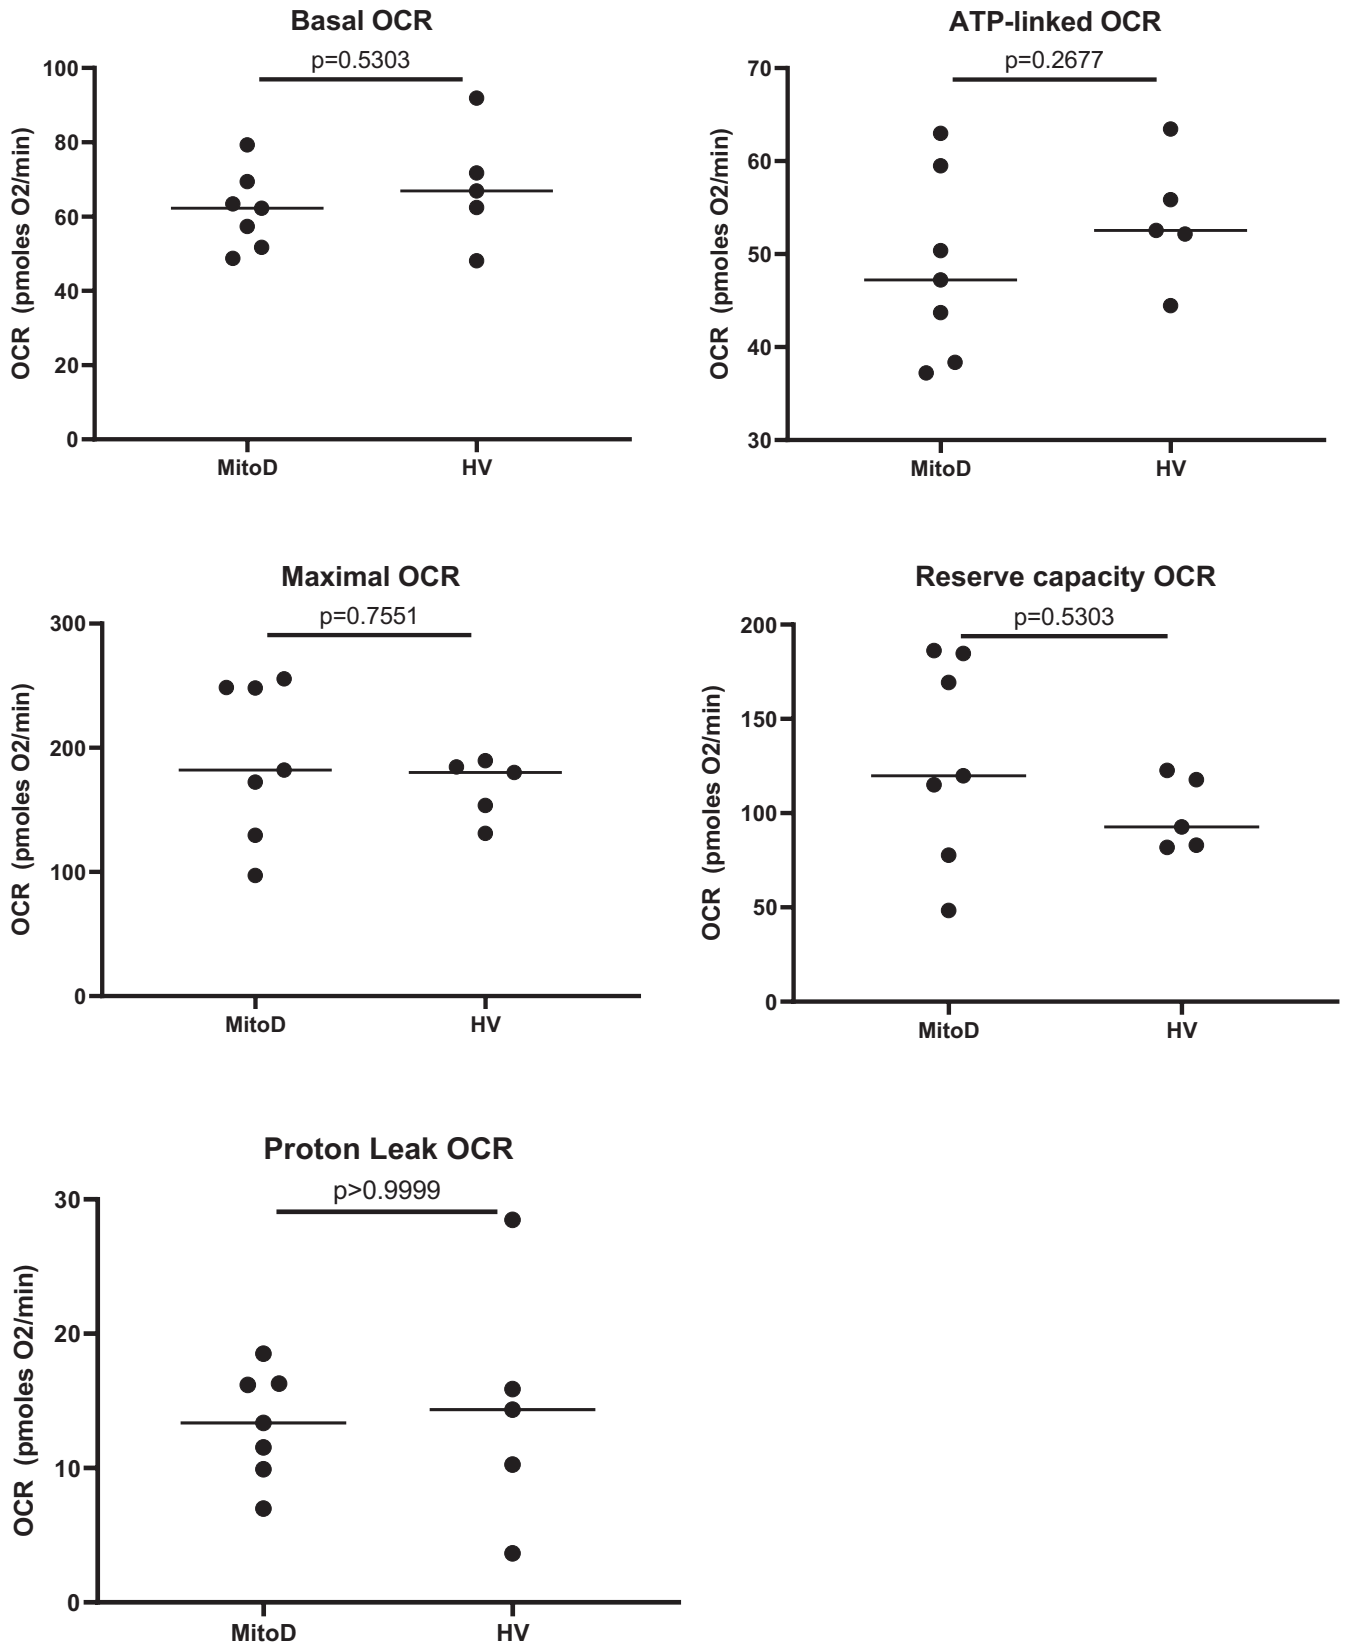 Basal OCR
p=0.5303
OCR (pmoles O2/min)
100
80
60
40
20
0
MitoD HV
ATP-linked OCR
p=0.2677
OCR (pmoles O2/min)
70
60
50
40
30
MitoD HV
Maximal OCR
p=0.7551
OCR (pmoles O2/min)
300
200
100
0
MitoD HV
Reserve capacity OCR
p=0.5303
OCR (pmoles O2/min)
200
150
100
50
0
MitoD HV
Proton Leak OCR
p>0.9999
OCR (pmoles O2/min)
30
20
10
0
MitoD HV